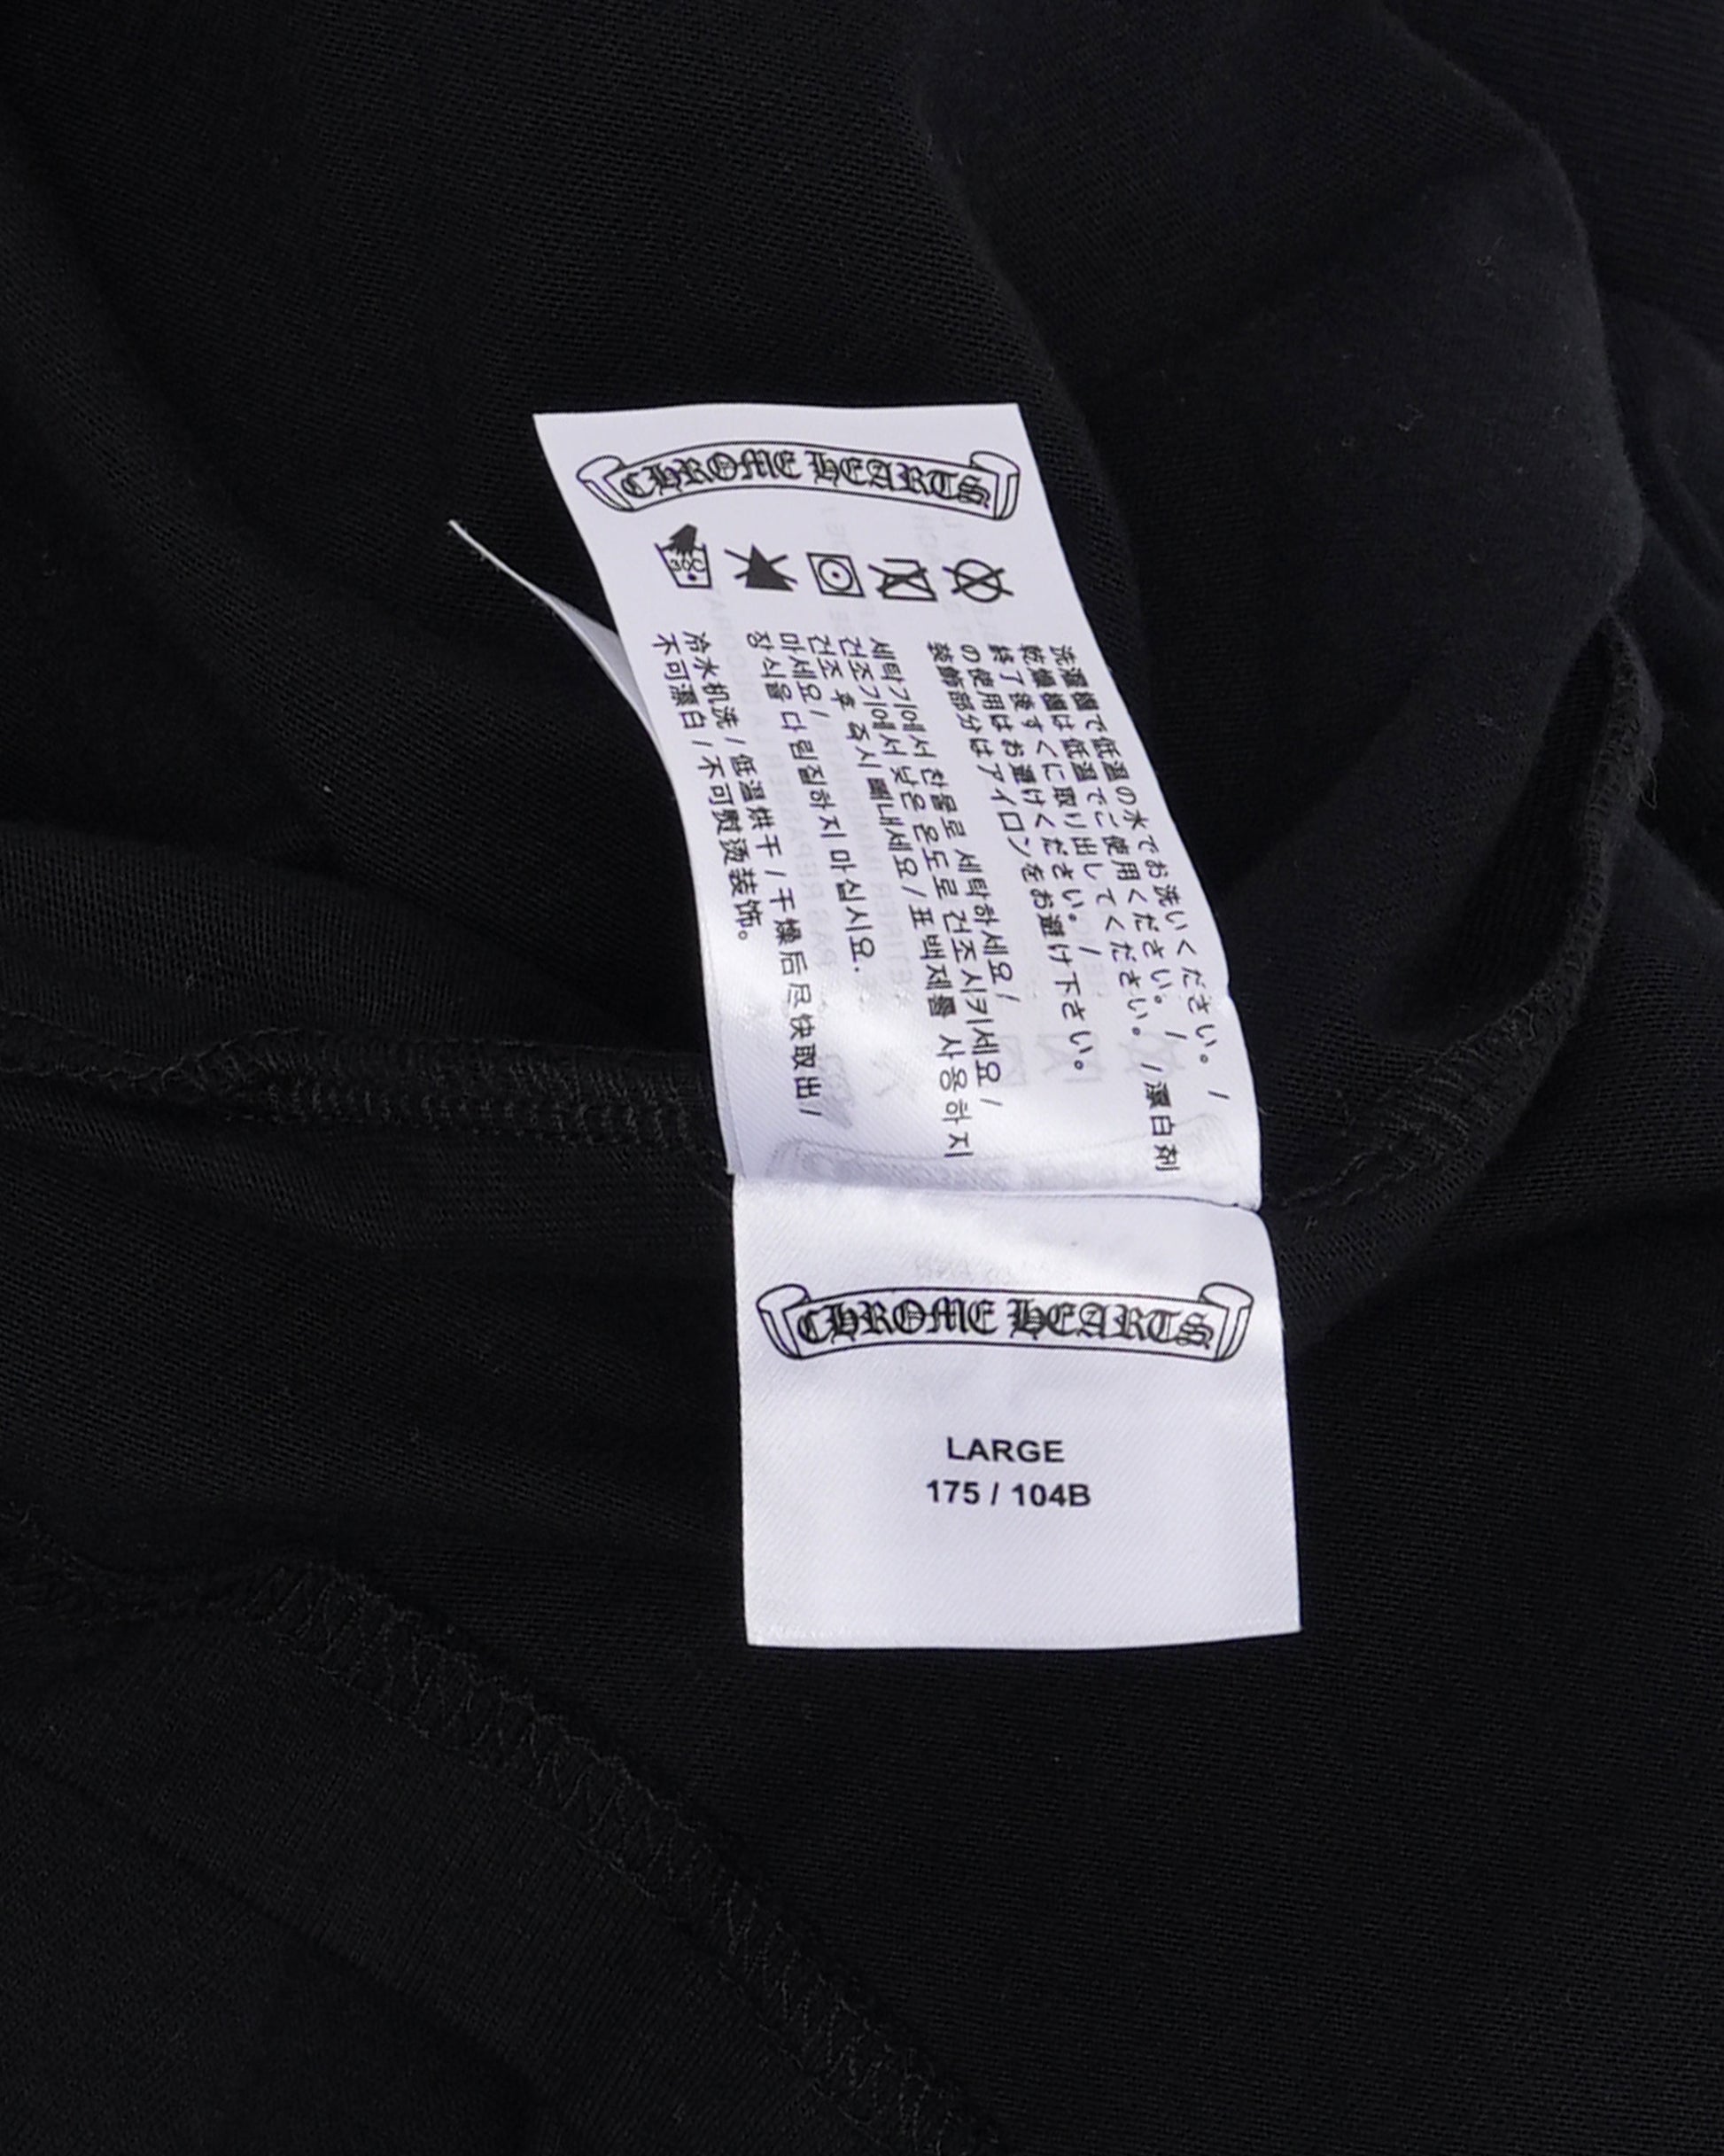 CHROME HEARTS
30C
洗濯機で低温の水でお洗いください。 /
乾燥機は低温でご使用ください。 /
終了後すぐに取り出してください。 / 漂白剤
の使用はお避けください。 /
装飾部分はアイロンをお避け下さい。
세탁기에서 찬물로 세탁하세요 /
건조기에서 낮은 온도로 건조시키세요 /
건조 후 즉시 빼내세요 / 표백제를 사용하지
마세요 /
장식을 다림질하지 마십시요.
冷水机洗 / 低温烘干 / 干燥后尽快取出 /
不可漂白 / 不可熨烫装饰。
CHROME HEARTS
LARGE
175 / 104B